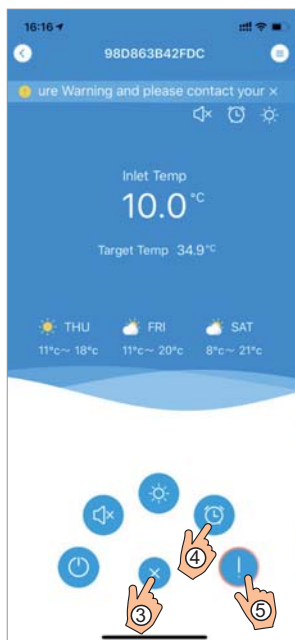 16:16
98D863B42FDC
ure Warning and please contact your ×
Inlet Temp
10.0°C
Target Temp 34.9°C
THU FRI SAT
11°c~ 18°c 11°c~ 20°c 8°c~ 21°c
④
③ ⑤